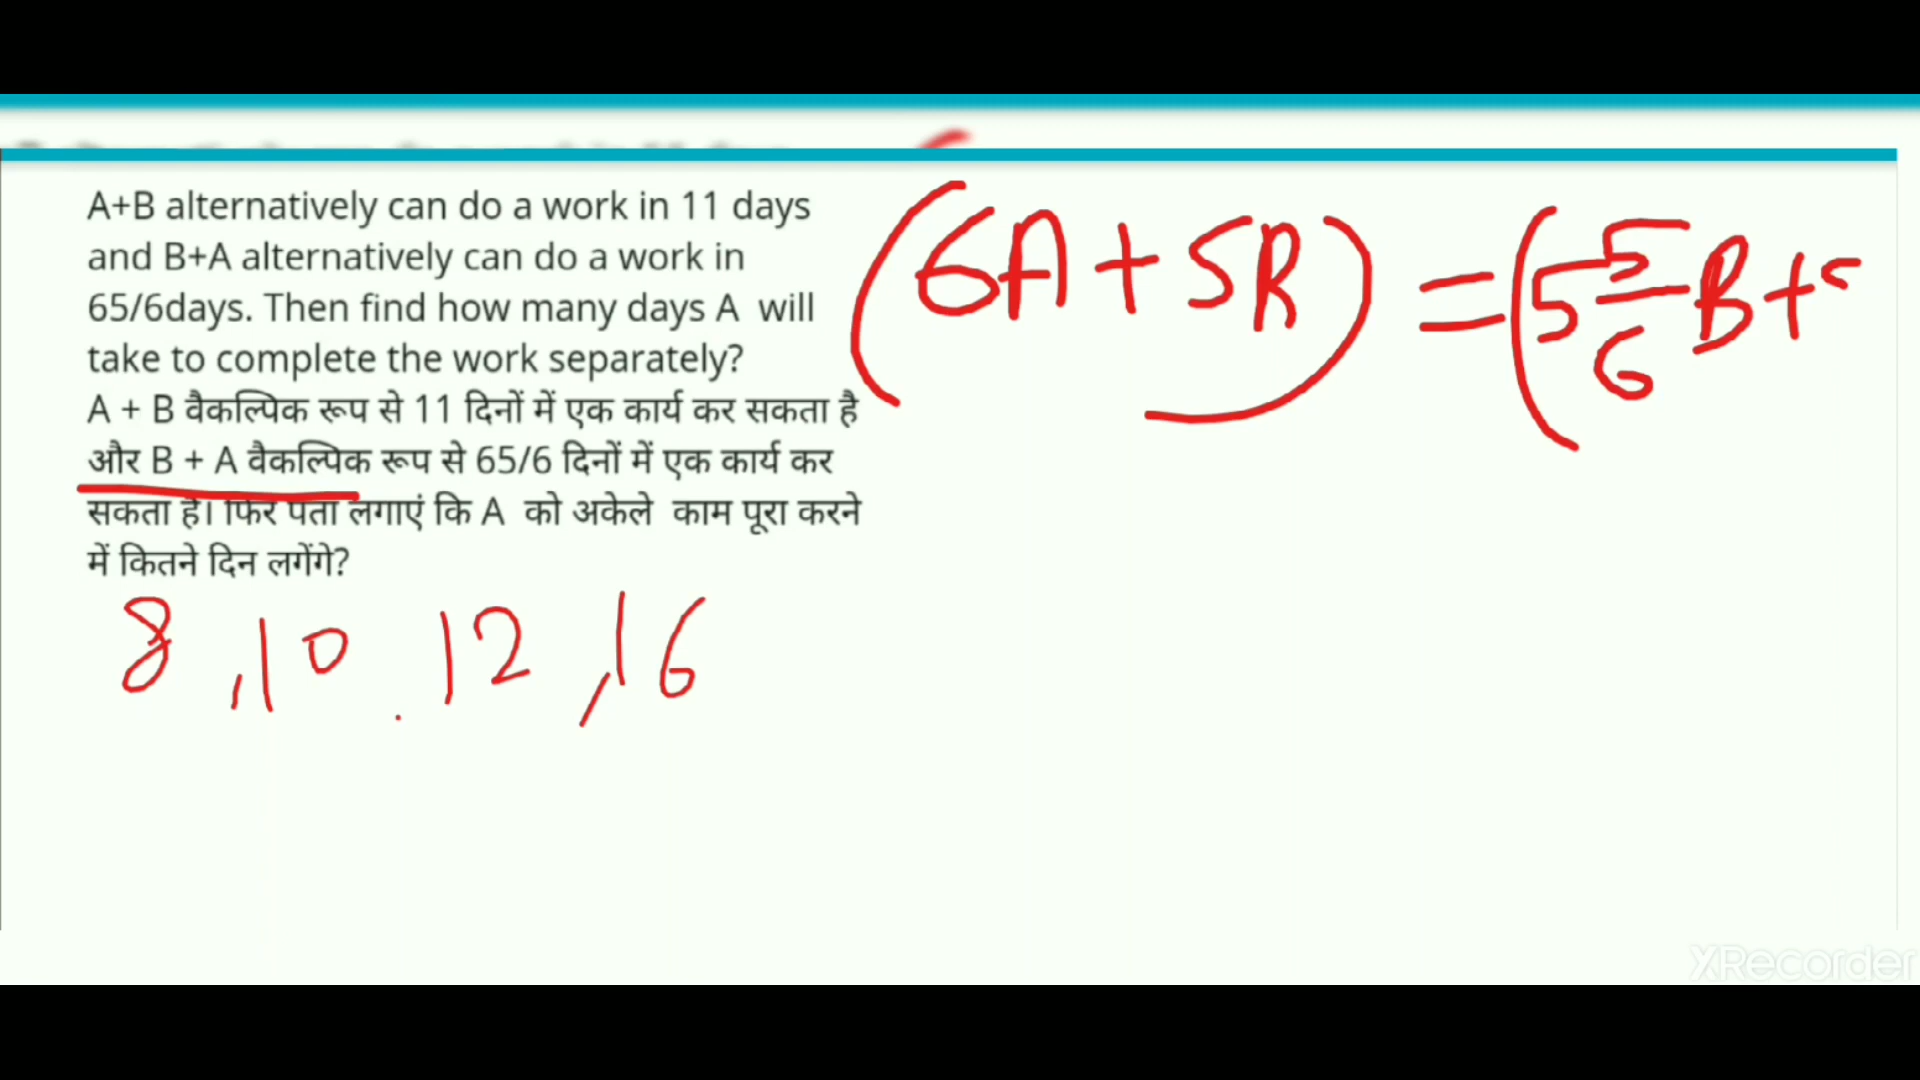 A+B alternatively can do a work in 11 days
and B+A alternatively can do a work in
65/6days. Then find how many days A will
take to complete the work separately?
A + B वैकल्पिक रूप से 11 दिनों में एक कार्य कर सकता है
और B + A वैकल्पिक रूप से 65/6 दिनों में एक कार्य कर
सकता है। फिर पता लगाएं कि A को अकेले काम पूरा करने
में कितने दिन लगेंगे?
8, 10. 12, 16
(6A+5B) = (5 5/6 B+5
XRecorder